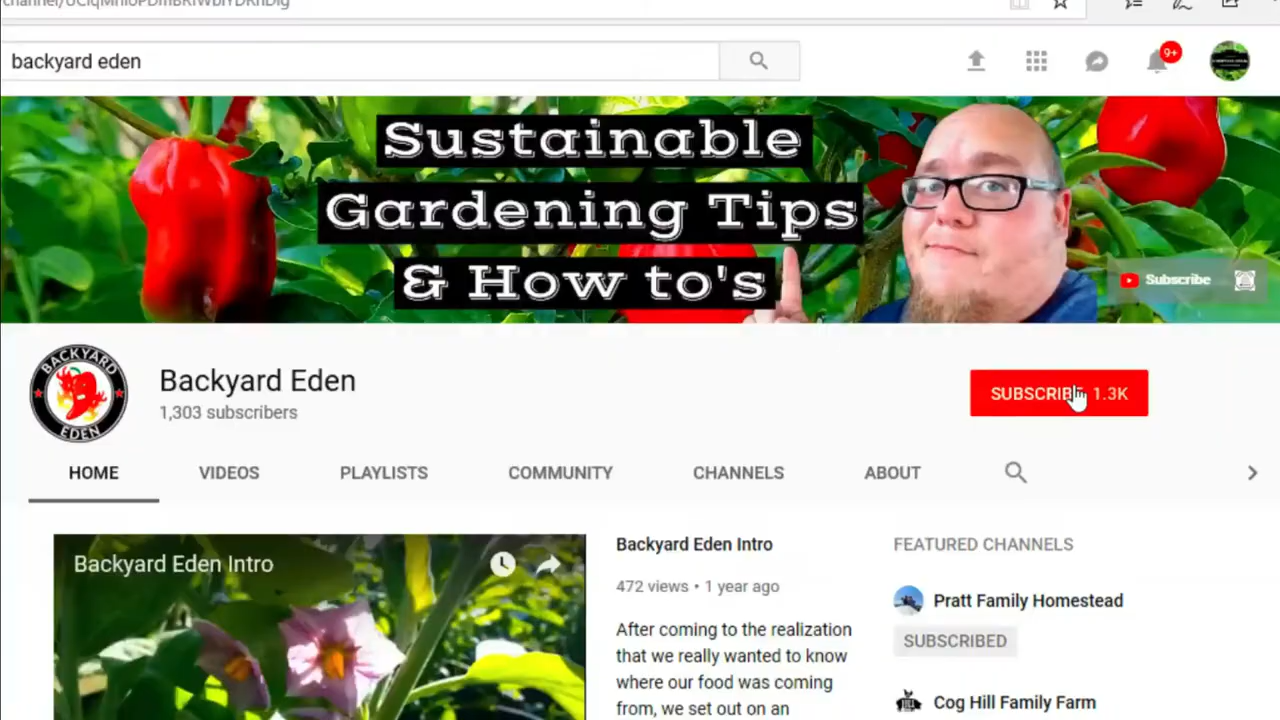 backyard eden
9+
Sustainable
Gardening Tips
& How to's
Subscribe
BACKYARD
EDEN
Backyard Eden
1,303 subscribers
SUBSCRIBE 1.3K
HOME VIDEOS PLAYLISTS COMMUNITY CHANNELS ABOUT
Backyard Eden Intro
Backyard Eden Intro
472 views • 1 year ago
After coming to the realization
that we really wanted to know
where our food was coming
from, we set out on an
FEATURED CHANNELS
Pratt Family Homestead
SUBSCRIBED
Cog Hill Family Farm